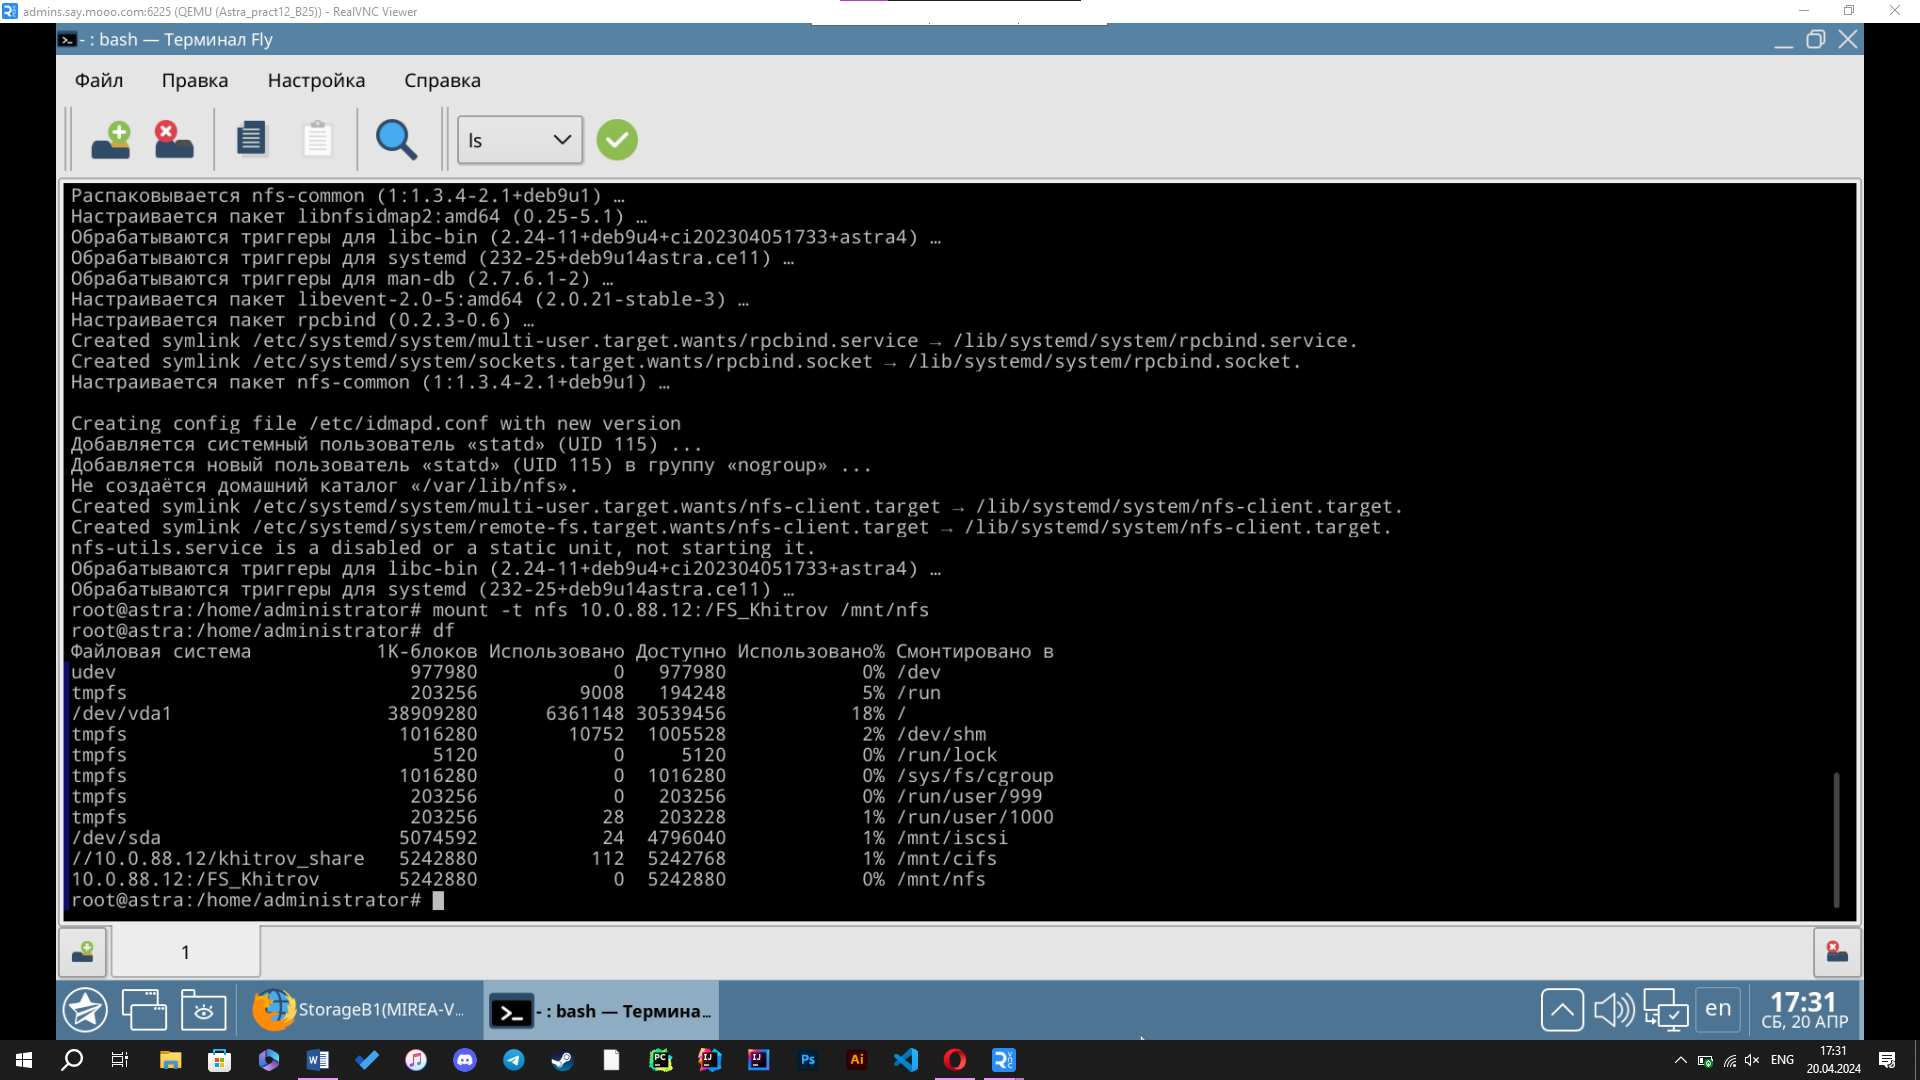 admins.say.mooo.com:6225 (QEMU (Astra_pract12_B25)) - RealVNC Viewer
- : bash — Терминал Fly
Файл Правка Настройка Справка
ls
Распаковывается nfs-common (1:1.3.4-2.1+deb9u1) …
Настраивается пакет libnfsidmap2:amd64 (0.25-5.1) …
Обрабатываются триггеры для libc-bin (2.24-11+deb9u4+ci202304051733+astra4) …
Обрабатываются триггеры для systemd (232-25+deb9u14astra.ce11) …
Обрабатываются триггеры для man-db (2.7.6.1-2) …
Настраивается пакет libevent-2.0-5:amd64 (2.0.21-stable-3) …
Настраивается пакет rpcbind (0.2.3-0.6) …
Created symlink /etc/systemd/system/multi-user.target.wants/rpcbind.service → /lib/systemd/system/rpcbind.service.
Created symlink /etc/systemd/system/sockets.target.wants/rpcbind.socket → /lib/systemd/system/rpcbind.socket.
Настраивается пакет nfs-common (1:1.3.4-2.1+deb9u1) …
Creating config file /etc/idmapd.conf with new version
Добавляется системный пользователь «statd» (UID 115) ...
Добавляется новый пользователь «statd» (UID 115) в группу «nogroup» ...
Не создаётся домашний каталог «/var/lib/nfs».
Created symlink /etc/systemd/system/multi-user.target.wants/nfs-client.target → /lib/systemd/system/nfs-client.target.
Created symlink /etc/systemd/system/remote-fs.target.wants/nfs-client.target → /lib/systemd/system/nfs-client.target.
nfs-utils.service is a disabled or a static unit, not starting it.
Обрабатываются триггеры для libc-bin (2.24-11+deb9u4+ci202304051733+astra4) …
Обрабатываются триггеры для systemd (232-25+deb9u14astra.ce11) …
root@astra:/home/administrator# mount -t nfs 10.0.88.12:/FS_Khitrov /mnt/nfs
root@astra:/home/administrator# df
Файловая система 1K-блоков Использовано Доступно Использовано% Смонтировано в
udev 977980 0 977980 0% /dev
tmpfs 203256 9008 194248 5% /run
/dev/vda1 38909280 6361148 30539456 18% /
tmpfs 1016280 10752 1005528 2% /dev/shm
tmpfs 5120 0 5120 0% /run/lock
tmpfs 1016280 0 1016280 0% /sys/fs/cgroup
tmpfs 203256 0 203256 0% /run/user/999
tmpfs 203256 28 203228 1% /run/user/1000
/dev/sda 5074592 24 4796040 1% /mnt/iscsi
//10.0.88.12/khitrov_share 5242880 112 5242768 1% /mnt/cifs
10.0.88.12:/FS_Khitrov 5242880 0 5242880 0% /mnt/nfs
root@astra:/home/administrator#
1
StorageB1(MIREA-V… - : bash — Термина… en 17:31
СБ, 20 АПР
ENG 17:31
20.04.2024